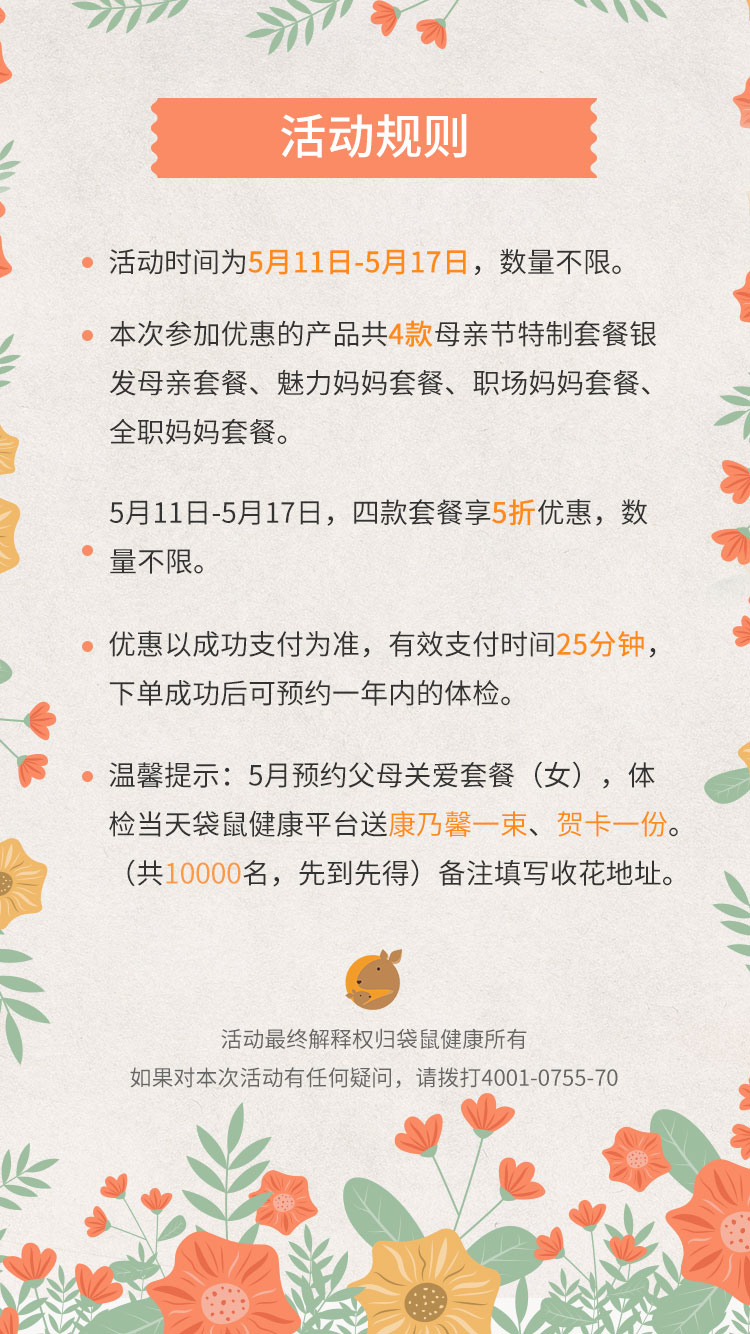 活动规则
活动时间为5月11日-5月17日，数量不限。
本次参加优惠的产品共4款母亲节特制套餐银
发母亲套餐、魅力妈妈套餐、职场妈妈套餐、
全职妈妈套餐。
5月11日-5月17日，四款套餐享5折优惠，数
量不限。
优惠以成功支付为准，有效支付时间25分钟，
下单成功后可预约一年内的体检。
温馨提示：5月预约父母关爱套餐（女），体
检当天袋鼠健康平台送康乃馨一束、贺卡一份。
（共10000名，先到先得）备注填写收花地址。
活动最终解释权归袋鼠健康所有
如果对本次活动有任何疑问，请拨打4001-0755-70